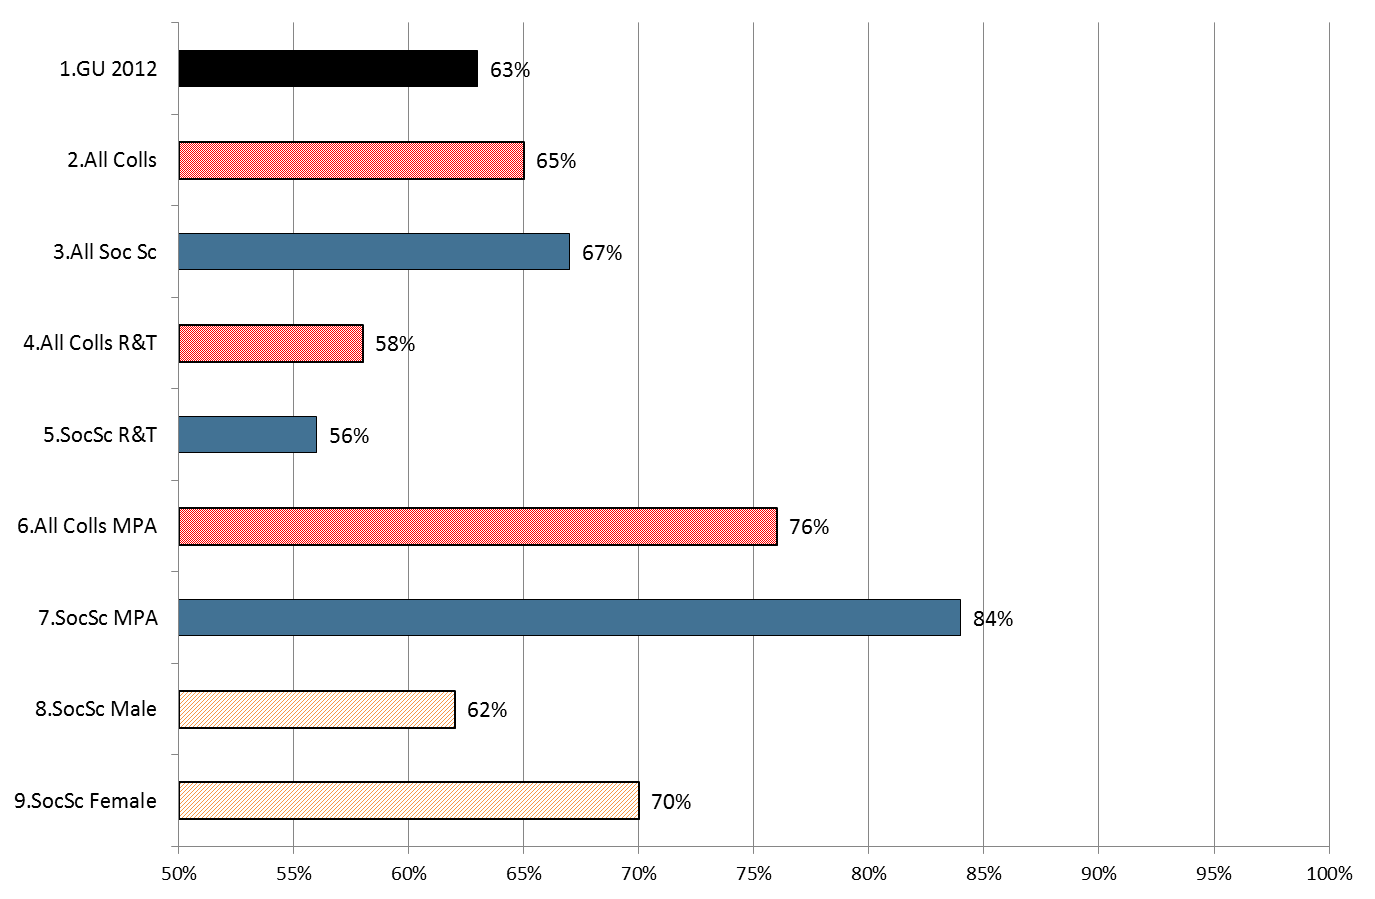 1.GU 2012
63%
2.All Colls
65%
3.All Soc Sc
67%
4.All Colls R&T
58%
5.SocSc R&T
56%
6.All Colls MPA
76%
7.SocSc MPA
84%
8.SocSc Male
62%
9.SocSc Female
70%
50% 55% 60% 65% 70% 75% 80% 85% 90% 95% 100%